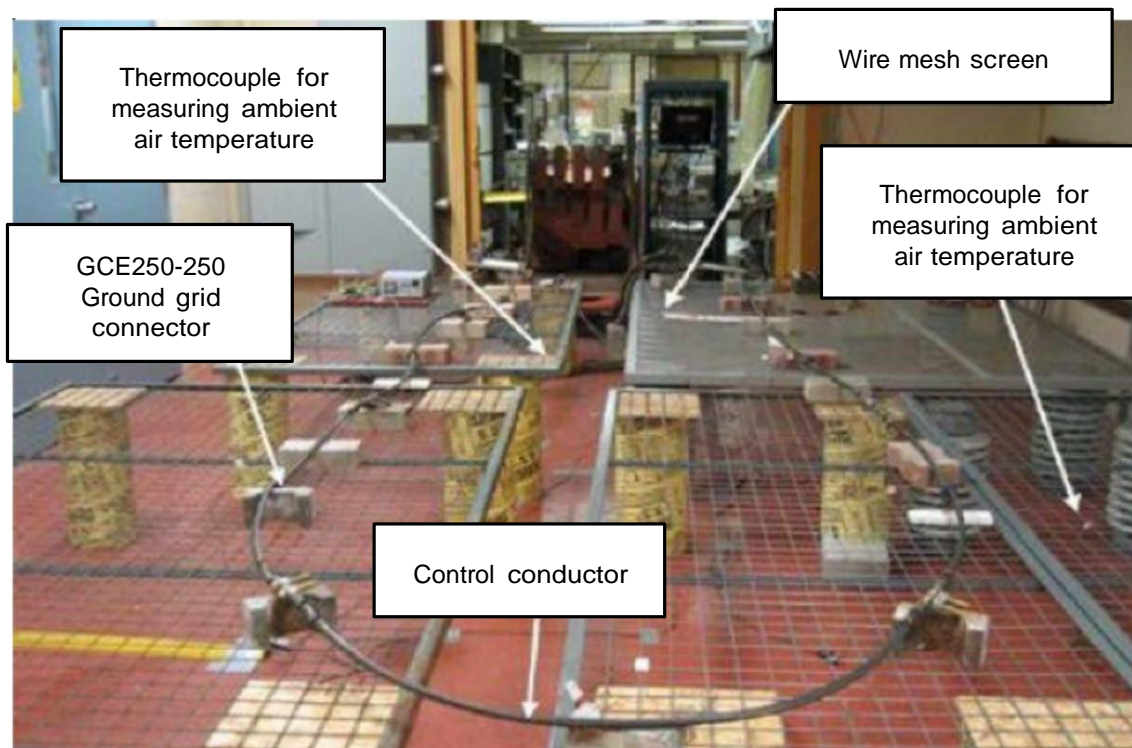 Thermocouple for
measuring ambient
air temperature
Wire mesh screen
Thermocouple for
measuring ambient
air temperature
GCE250-250
Ground grid
connector
Control conductor